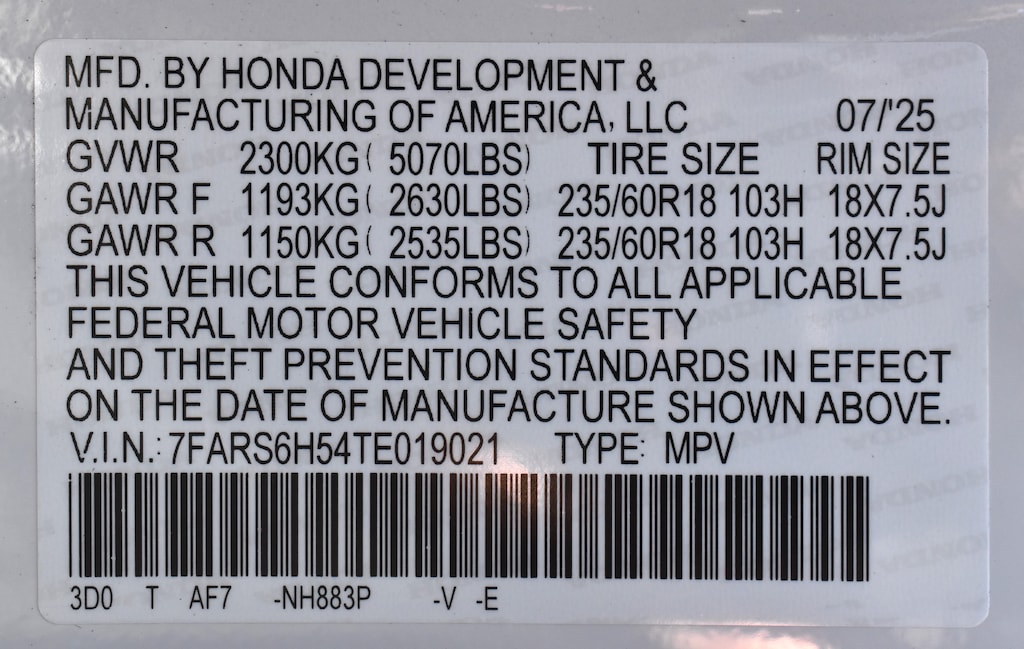 MFD. BY HONDA DEVELOPMENT &
MANUFACTURING OF AMERICA, LLC 07/'25
GVWR 2300KG( 5070LBS) TIRE SIZE RIM SIZE
GAWR F 1193KG( 2630LBS) 235/60R18 103H 18X7.5J
GAWR R 1150KG( 2535LBS) 235/60R18 103H 18X7.5J
THIS VEHICLE CONFORMS TO ALL APPLICABLE
FEDERAL MOTOR VEHICLE SAFETY
AND THEFT PREVENTION STANDARDS IN EFFECT
ON THE DATE OF MANUFACTURE SHOWN ABOVE.
V.I.N.: 7FARS6H54TE019021 TYPE: MPV
3D0 T AF7 -NH883P -V -E